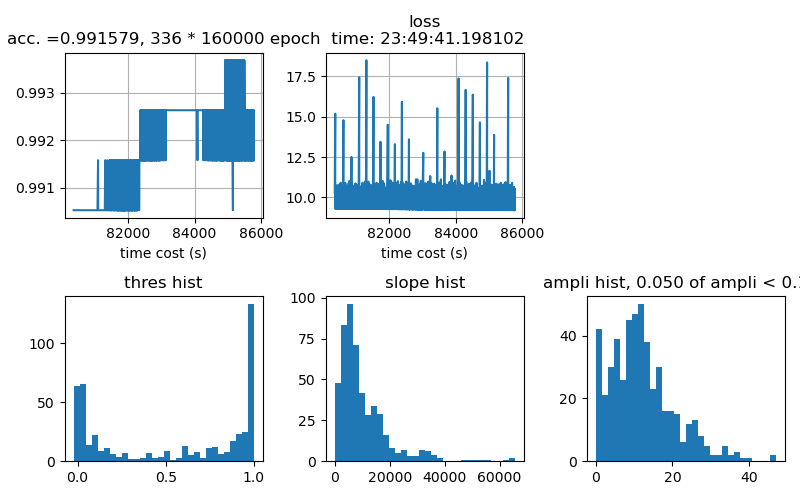 acc. =0.991579, 336 * 160000 epoch
loss
time: 23:49:41.198102
0.993
0.992
0.991
82000 84000 86000
time cost (s)
17.5
15.0
12.5
10.0
82000 84000 86000
time cost (s)
thres hist
100
50
0
0.0 0.5 1.0
slope hist
100
75
50
25
0
0 20000 40000 60000
ampli hist, 0.050 of ampli < 0.
40
20
0
0 20 40